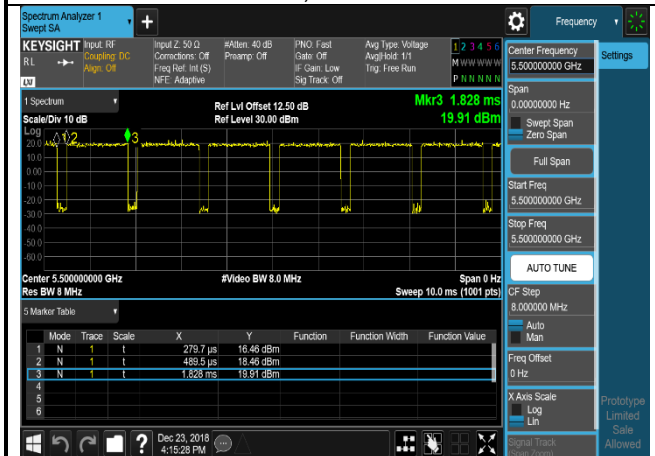 Spectrum Analyzer 1
Swept SA
+
Frequency
KEYSIGHT
Input: RF
Input Z: 50 Ω
#Atten: 40 dB
PNO: Fast
Avg Type: Voltage
1 2 3 4 5 6
RL
Coupling: DC
Corrections: Off
Preamp: Off
Gate: Off
Avg|Hold: 1/1
M W W W W W
Align: Off
Freq Ref: Int (S)
IF Gain: Low
Trig: Free Run
LXI
NFE: Adaptive
Sig Track: Off
P N N N N N
1 Spectrum
Ref Lvl Offset 12.50 dB
Mkr3 1.828 ms
Scale/Div 10 dB
Ref Level 30.00 dBm
19.91 dBm
Log
2
3
20.0
10.0
0.00
-10.0
-20.0
-30.0
-40.0
-50.0
-60.0
Center 5.500000000 GHz
#Video BW 8.0 MHz
Span 0 Hz
Res BW 8 MHz
Sweep 10.0 ms (1001 pts)
5 Marker Table
Mode Trace Scale X Y Function Function Width Function Value
1 N 1 t 279.7 µs 16.46 dBm
2 N 1 t 489.5 µs 18.46 dBm
3 N 1 t 1.828 ms 19.91 dBm
4
5
6
?
Dec 23, 2018
4:15:28 PM
Center Frequency
5.500000000 GHz
Settings
Span
0.00000000 Hz
Swept Span
Zero Span
Full Span
Start Freq
5.500000000 GHz
Stop Freq
5.500000000 GHz
AUTO TUNE
CF Step
8.000000 MHz
Auto
Man
Freq Offset
0 Hz
X Axis Scale
Log
Lin
Signal Track
(Span Zoom)
Prototype
Limited
Sale
Allowed